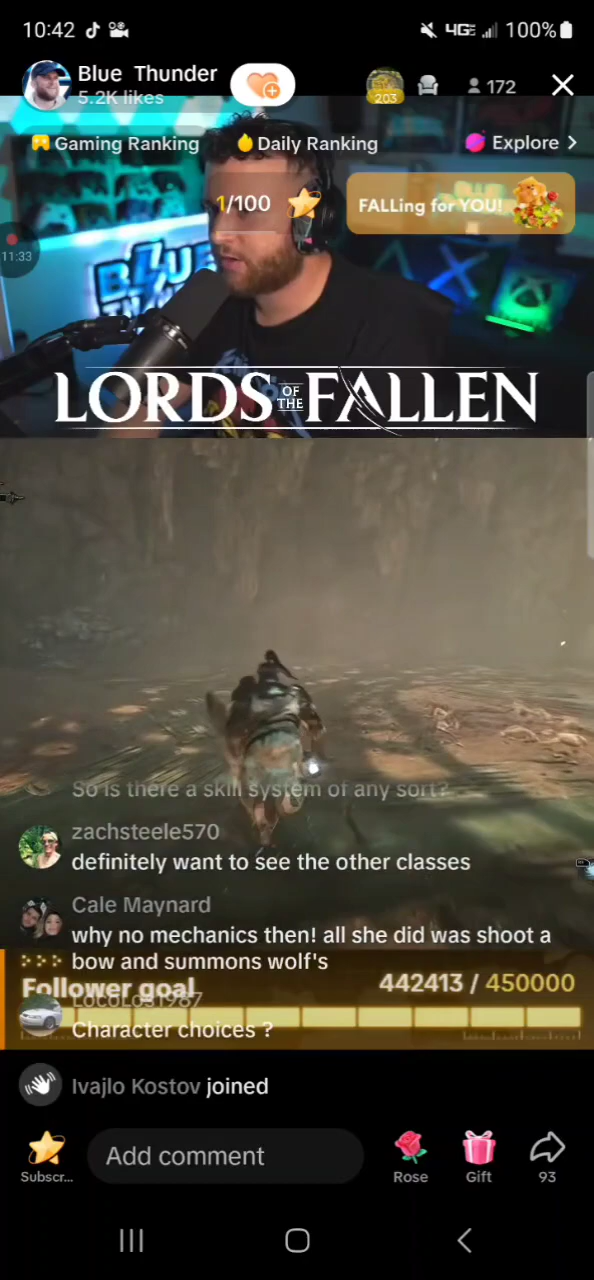 10:42
4GE
100%
Blue Thunder
5.2K likes
203
172
Gaming Ranking
Daily Ranking
Explore
1/100
FALLing for YOU!
11:33
BLUE
LORDS OF THE FALLEN
So is there a skill system of any sort?
zachsteele570
definitely want to see the other classes
Cale Maynard
why no mechanics then! all she did was shoot a
bow and summons wolf's
Follower goal
442413 / 450000
LocoLos1987
Character choices ?
Ivajlo Kostov joined
Subscr...
Add comment
Rose
Gift
93